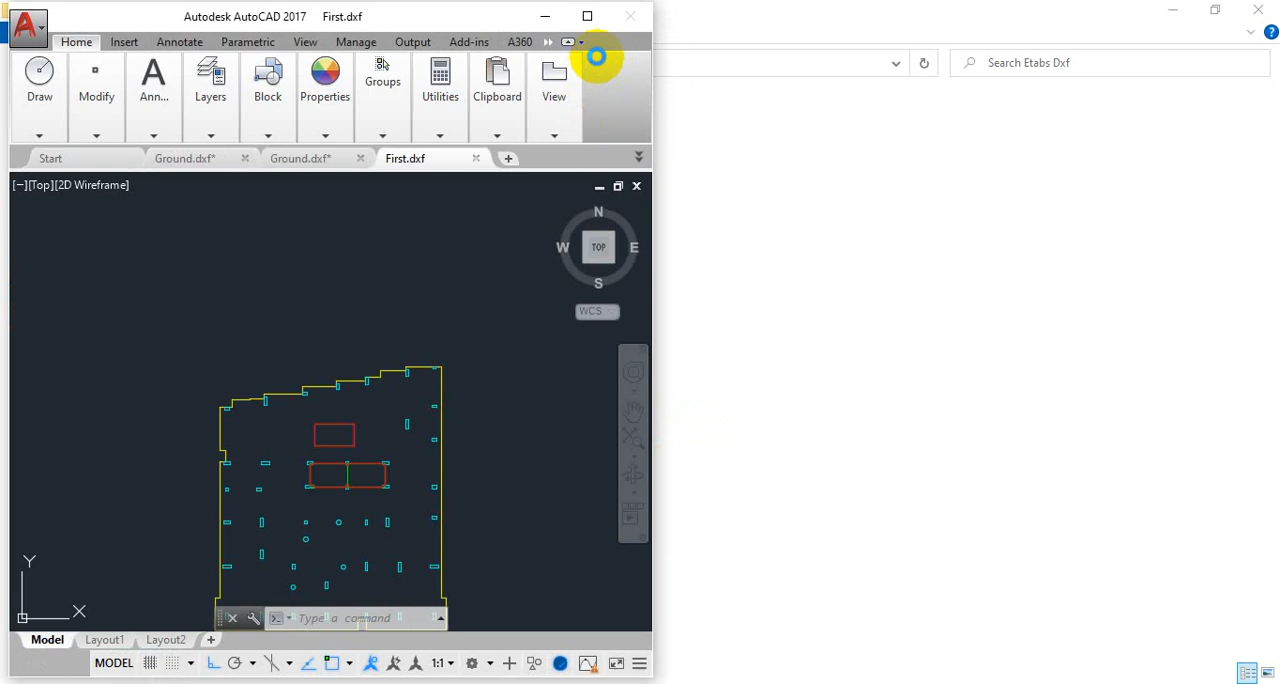 Autodesk AutoCAD 2017 First.dxf
Home Insert Annotate Parametric View Manage Output Add-ins A360
Draw Modify Ann... Layers Block Properties Groups Utilities Clipboard View
Search Etabs Dxf
Start Ground.dxf* Ground.dxf* First.dxf
[−][Top][2D Wireframe]
N
W TOP E
S
WCS
Y
X
Type a command
Model Layout1 Layout2
MODEL 1:1